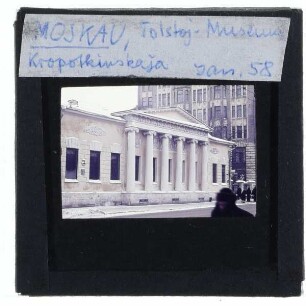 MOSKAU, Tolstoj-Museum
Kropotkinskaja Jan. 58